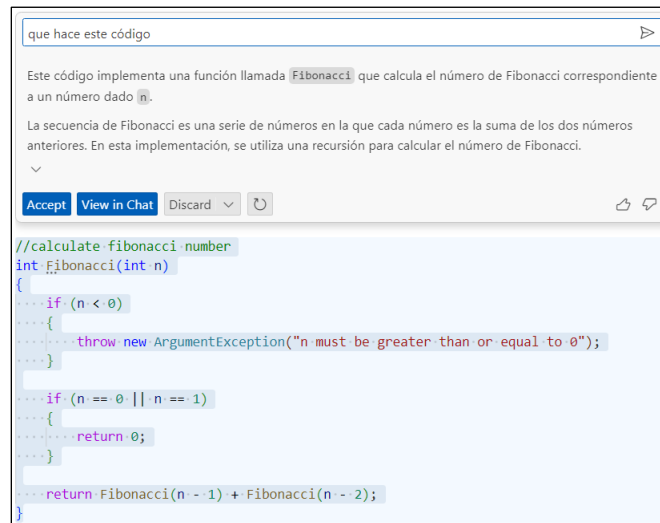 que hace este código
Este código implementa una función llamada Fibonacci que calcula el número de Fibonacci correspondiente
a un número dado n.
La secuencia de Fibonacci es una serie de números en la que cada número es la suma de los dos números
anteriores. En esta implementación, se utiliza una recursión para calcular el número de Fibonacci.
Accept View in Chat Discard
//calculate fibonacci number
int Fibonacci(int n)
{
    if (n < 0)
    {
        throw new ArgumentException("n must be greater than or equal to 0");
    }
    if (n == 0 || n == 1)
    {
        return 0;
    }
    return Fibonacci(n - 1) + Fibonacci(n - 2);
}